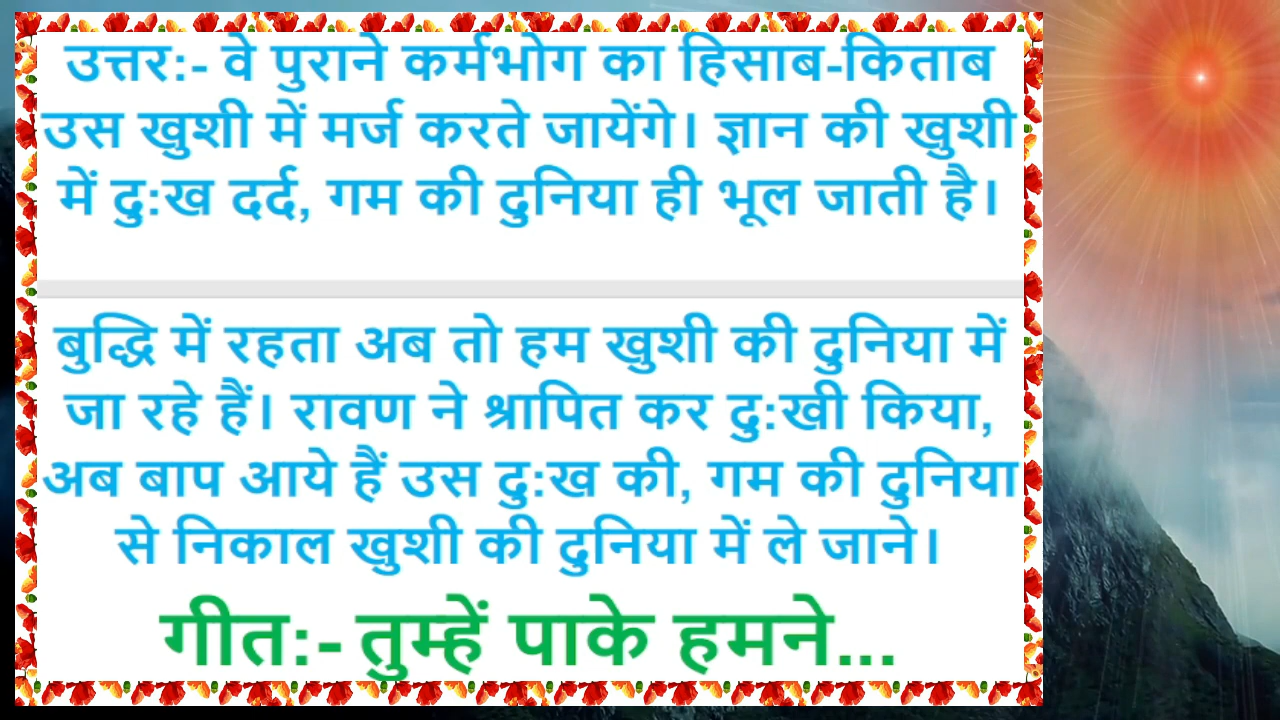 उत्तर:- वे पुराने कर्मभोग का हिसाब-किताब
उस खुशी में मर्ज करते जायेंगे। ज्ञान की खुशी
में दु:ख दर्द, गम की दुनिया ही भूल जाती है।
बुद्धि में रहता अब तो हम खुशी की दुनिया में
जा रहे हैं। रावण ने श्रापित कर दु:खी किया,
अब बाप आये हैं उस दु:ख की, गम की दुनिया
से निकाल खुशी की दुनिया में ले जाने।
गीत:- तुम्हें पाके हमने...